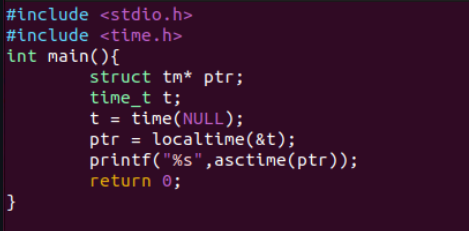 #include <stdio.h>
#include <time.h>
int main(){
        struct tm* ptr;
        time_t t;
        t = time(NULL);
        ptr = localtime(&t);
        printf("%s",asctime(ptr));
        return 0;
}